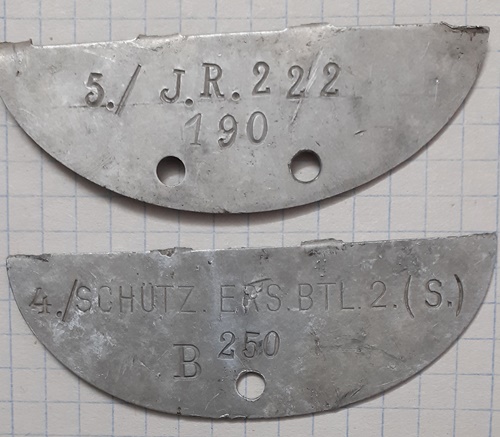 5./ J.R.222
190
4./SCHÜTZ.ERS.BTL.2.(S.)
B 250